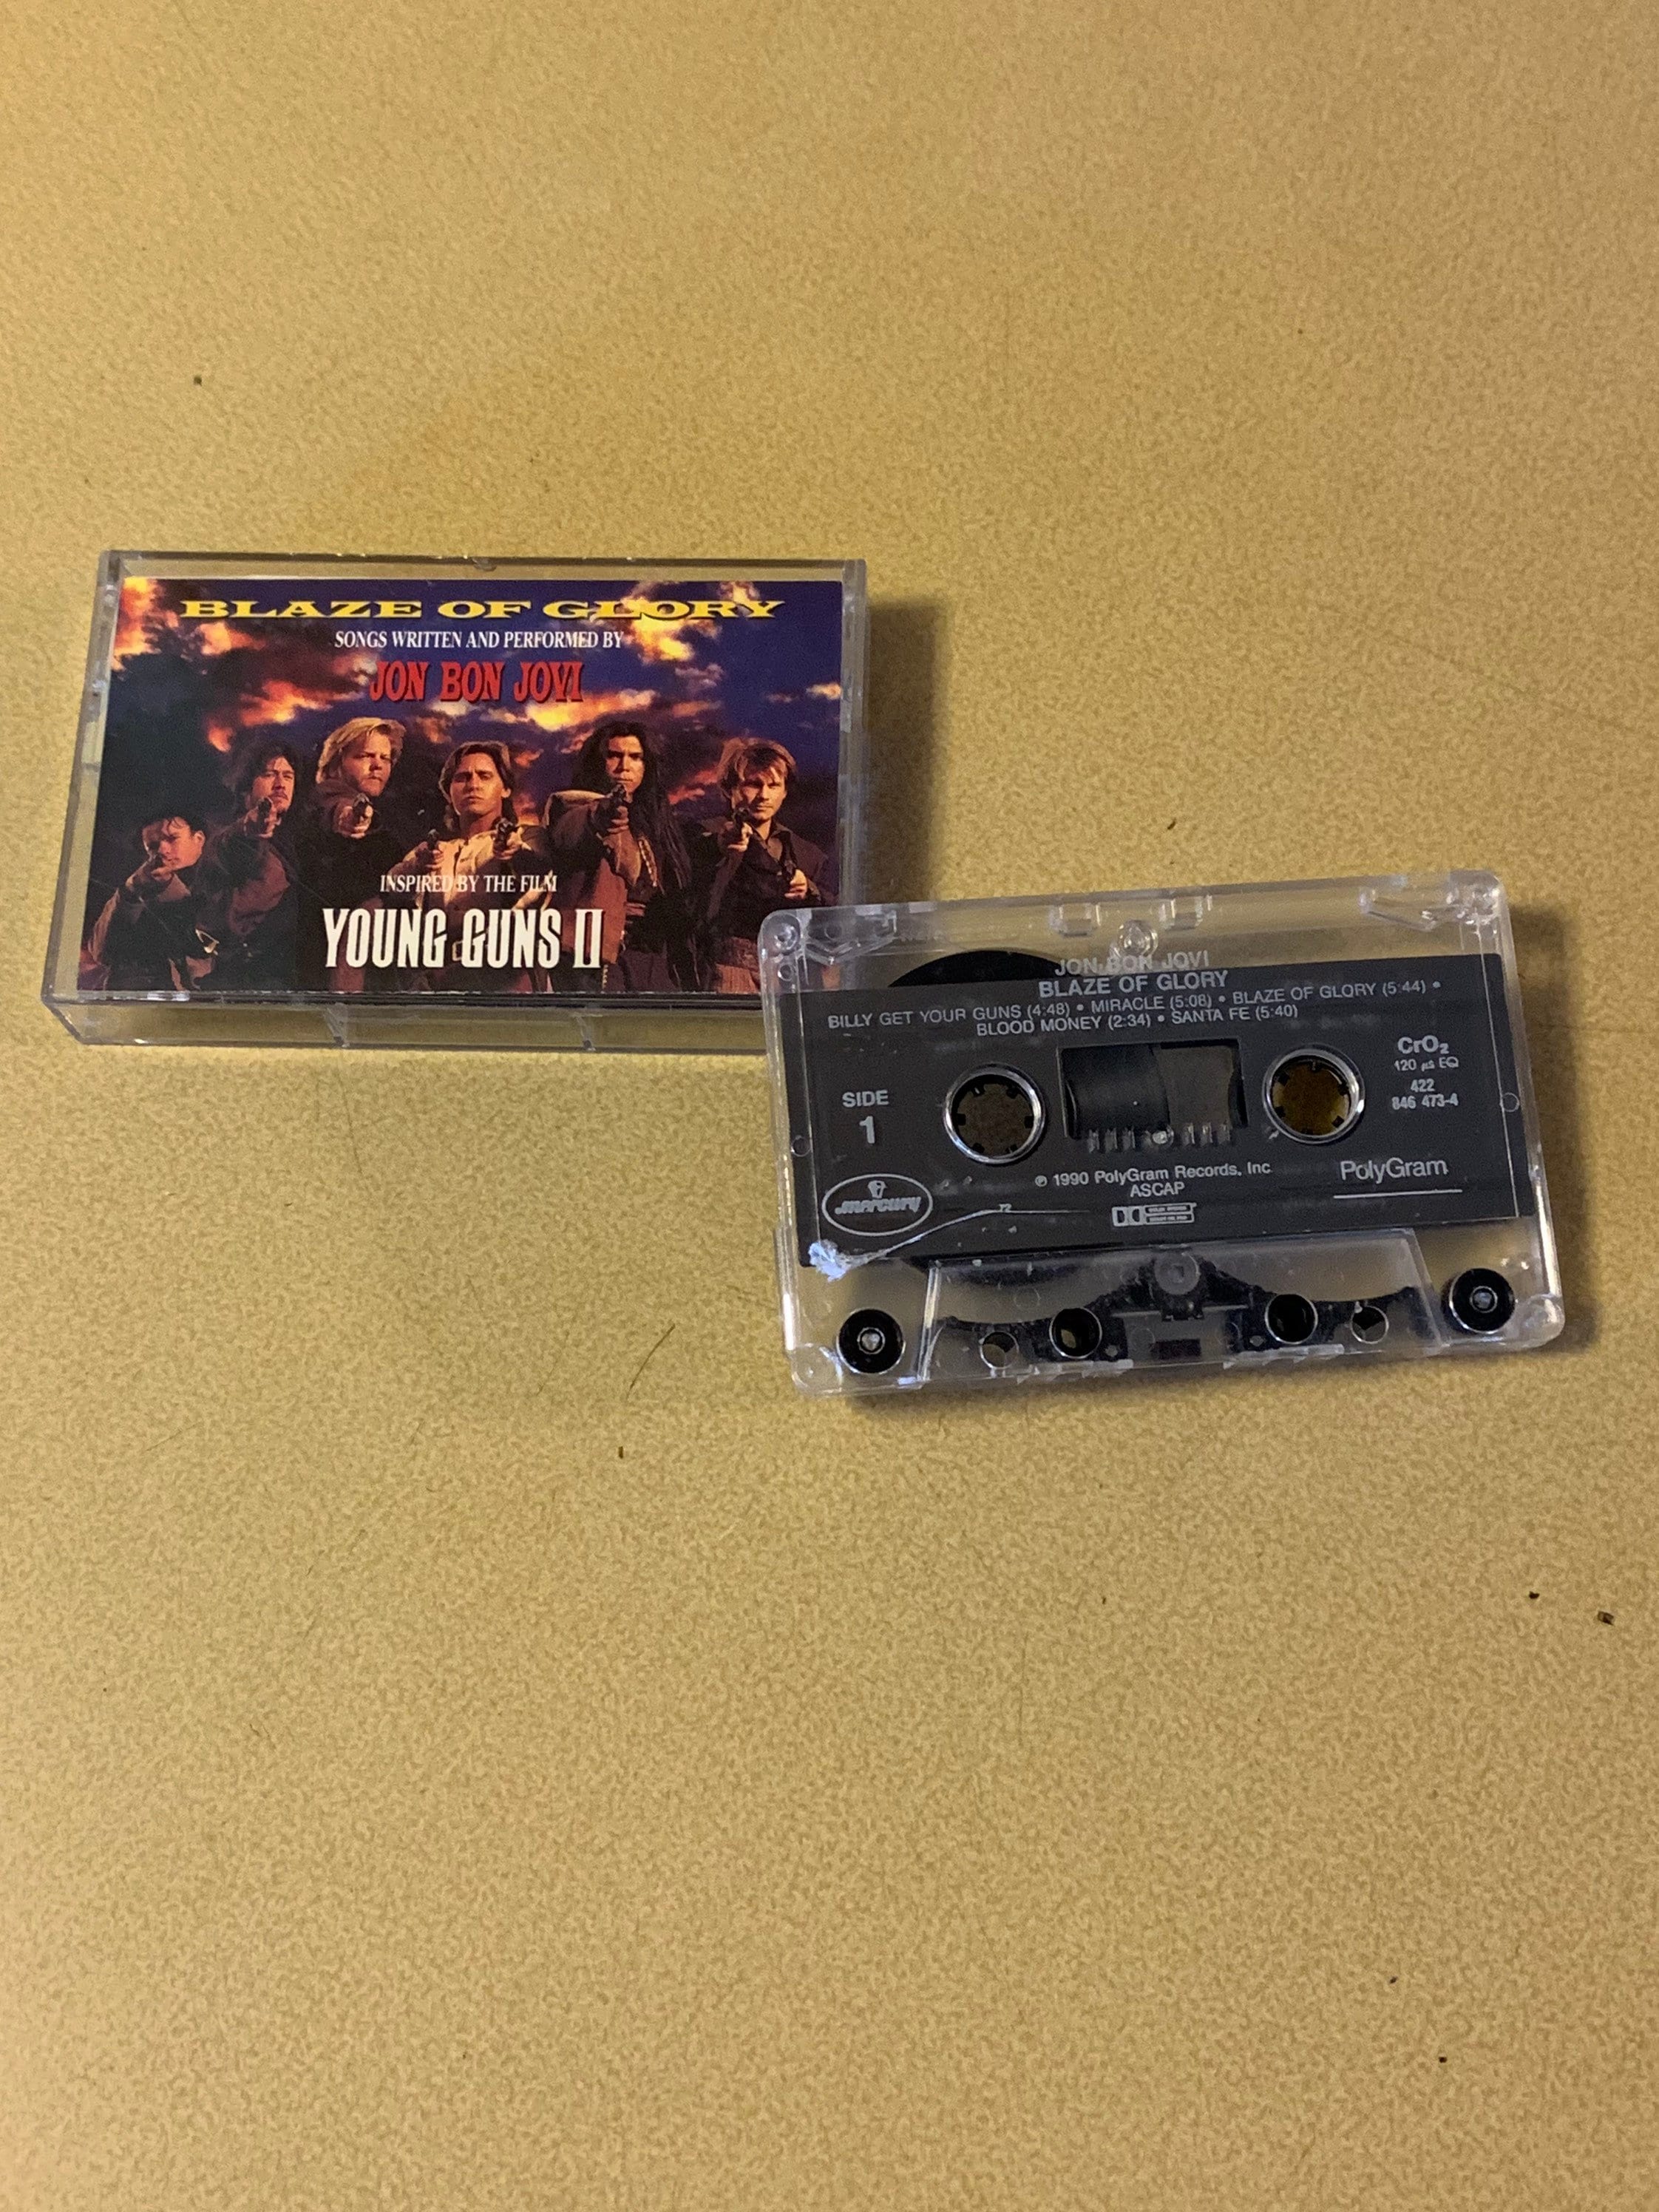 BLAZE OF GLORY
SONGS WRITTEN AND PERFORMED BY
JON BON JOVI
INSPIRED BY THE FILM
YOUNG GUNS II
JON BON JOVI
BLAZE OF GLORY
BILLY GET YOUR GUNS (4:48) • MIRACLE (5:08) • BLAZE OF GLORY (5:44) •
BLOOD MONEY (2:34) • SANTA FE (5:40)
SIDE
1
CrO₂
120 µs EQ
422
846 473-4
mercury
℗ 1990 PolyGram Records, Inc
ASCAP
PolyGram
72